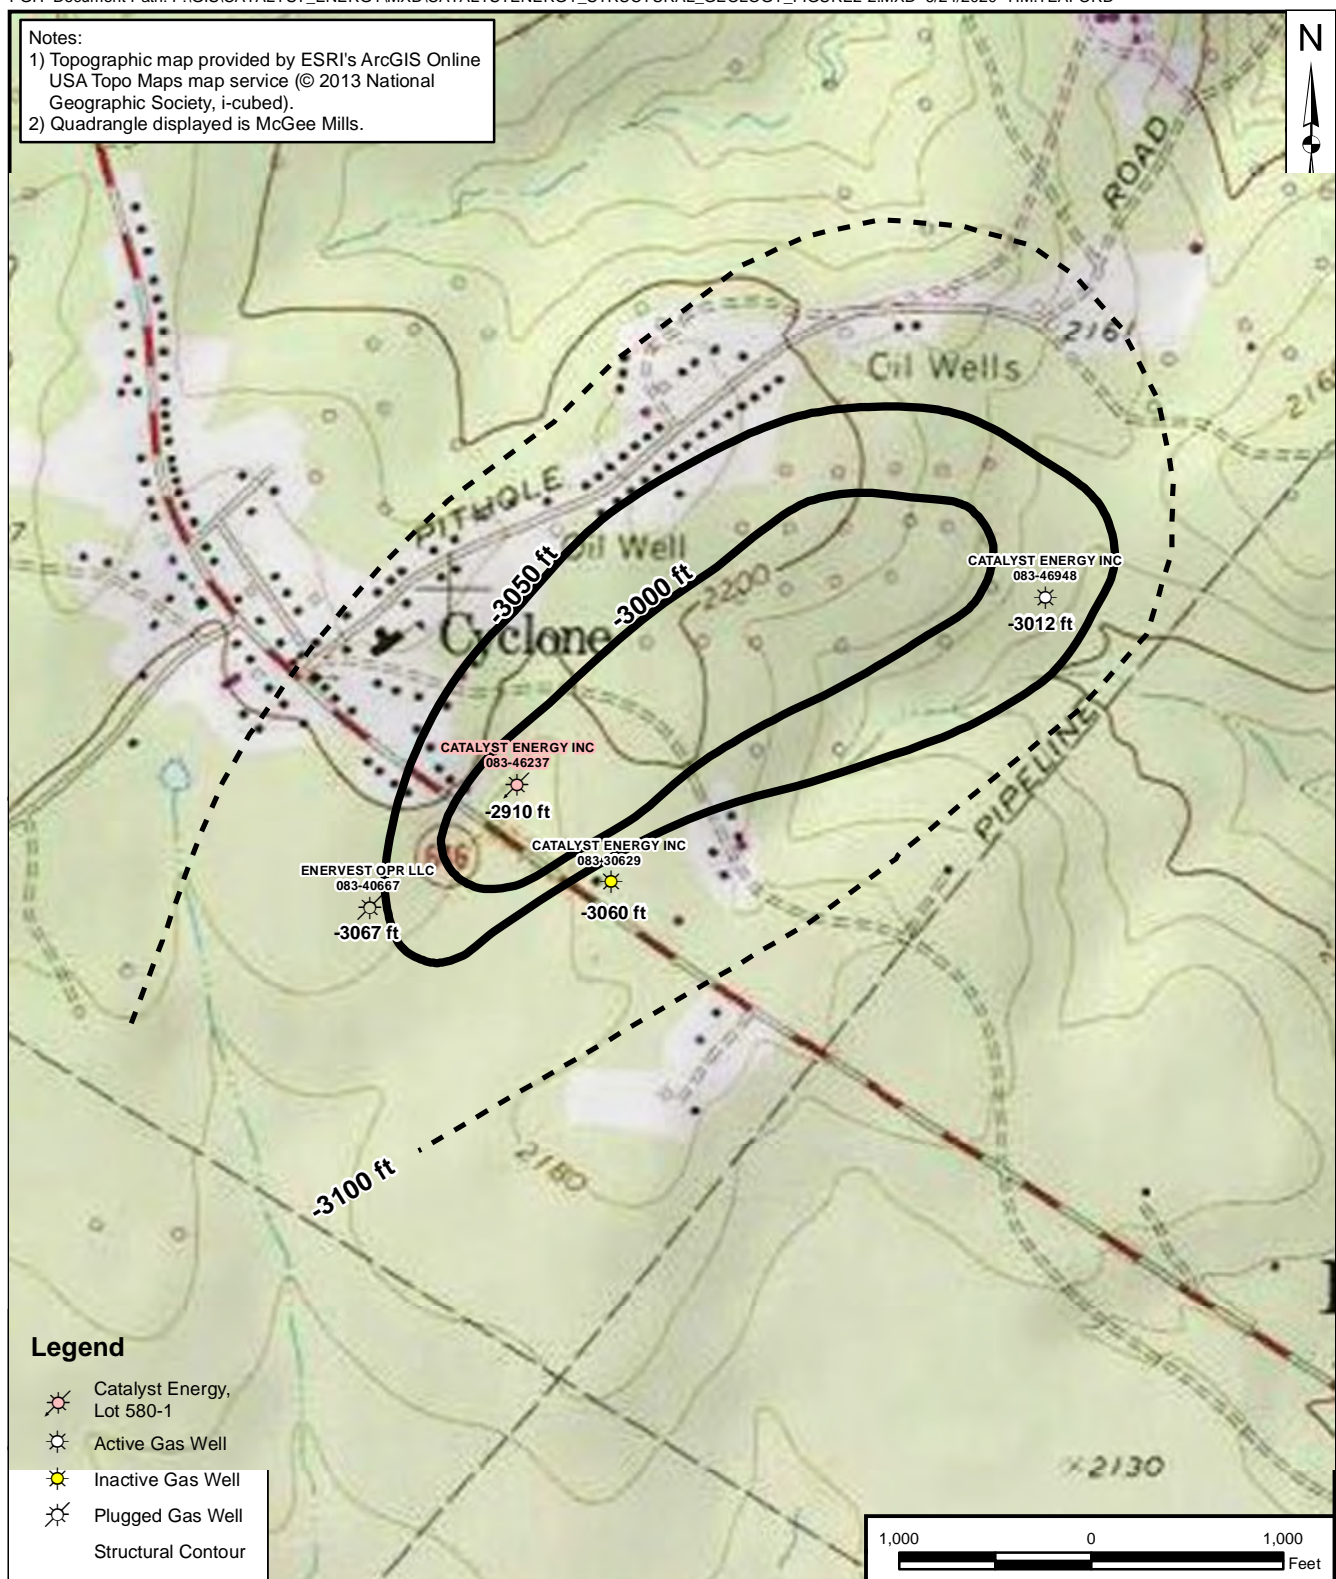 Notes:
1) Topographic map provided by ESRI's ArcGIS Online
USA Topo Maps map service (© 2013 National
Geographic Society, i-cubed).
2) Quadrangle displayed is McGee Mills.
N
ROAD
216
Oil Wells
216
PITHOLE
Oil Well
-3050 ft
-3000 ft
2200
CATALYST ENERGY INC
083-46948
-3012 ft
7
Cyclone
CATALYST ENERGY INC
083-46237
-2910 ft
PIPELINE
646
CATALYST ENERGY INC
083-30629
-3060 ft
ENERVEST OPR LLC
083-40667
-3067 ft
2180
-3100 ft
Legend
Catalyst Energy,
Lot 580-1
Active Gas Well
Inactive Gas Well
Plugged Gas Well
Structural Contour
×2130
1,000 0 1,000
Feet